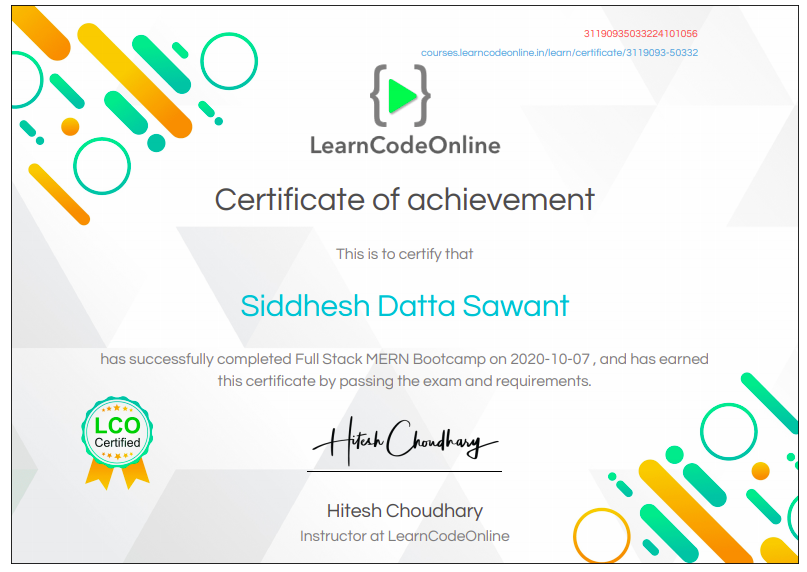 31190935033224101056
courses.learncodeonline.in/learn/certificate/3119093-50332
{ }
LearnCodeOnline
Certificate of achievement
This is to certify that
Siddhesh Datta Sawant
has successfully completed Full Stack MERN Bootcamp on 2020-10-07 , and has earned
this certificate by passing the exam and requirements.
LCO
Certified
Hitesh Choudhary
Hitesh Choudhary
Instructor at LearnCodeOnline